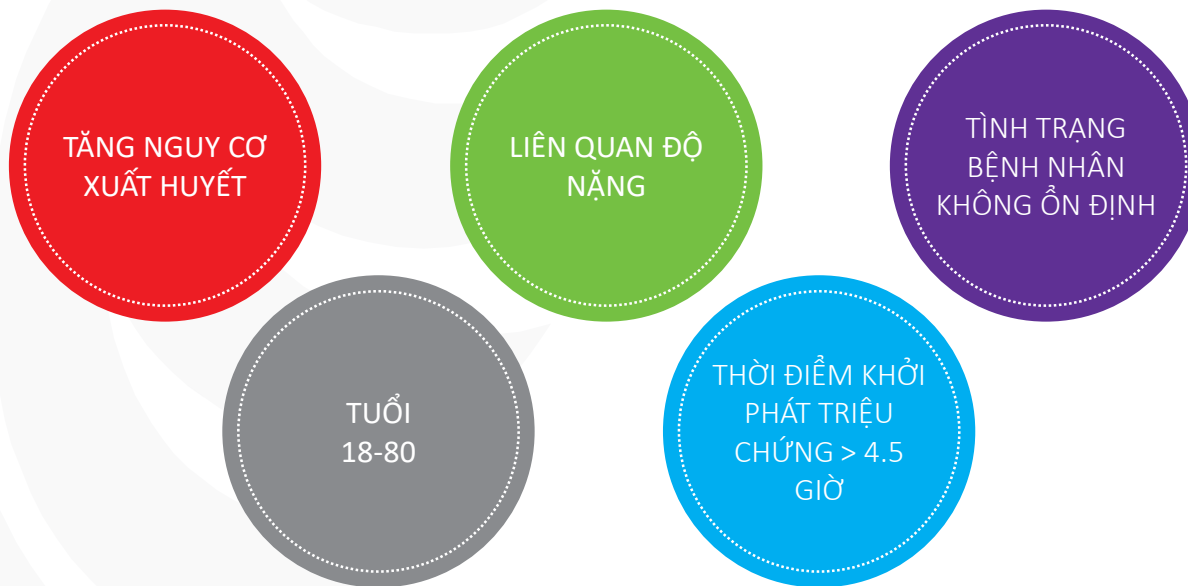 TĂNG NGUY CƠ
XUẤT HUYẾT
LIÊN QUAN ĐỘ
NẶNG
TÌNH TRẠNG
BỆNH NHÂN
KHÔNG ỔN ĐỊNH
TUỔI
18-80
THỜI ĐIỂM KHỞI
PHÁT TRIỆU
CHỨNG > 4.5
GIỜ